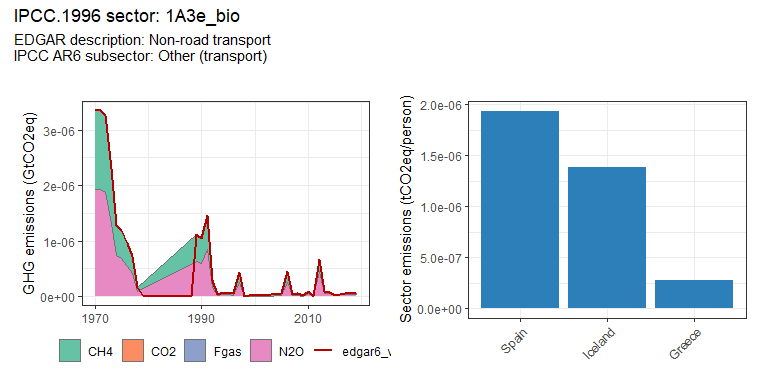 IPCC.1996 sector: 1A3e_bio
EDGAR description: Non-road transport
IPCC AR6 subsector: Other (transport)
GHG emissions (GtCO2eq)
3e-06
2e-06
1e-06
0e+00
1970
1990
2010
CH4
CO2
Fgas
N2O
edgar6_v
Sector emissions (tCO2eq/person)
2.0e-06
1.5e-06
1.0e-06
5.0e-07
0.0e+00
Spain
Iceland
Greece